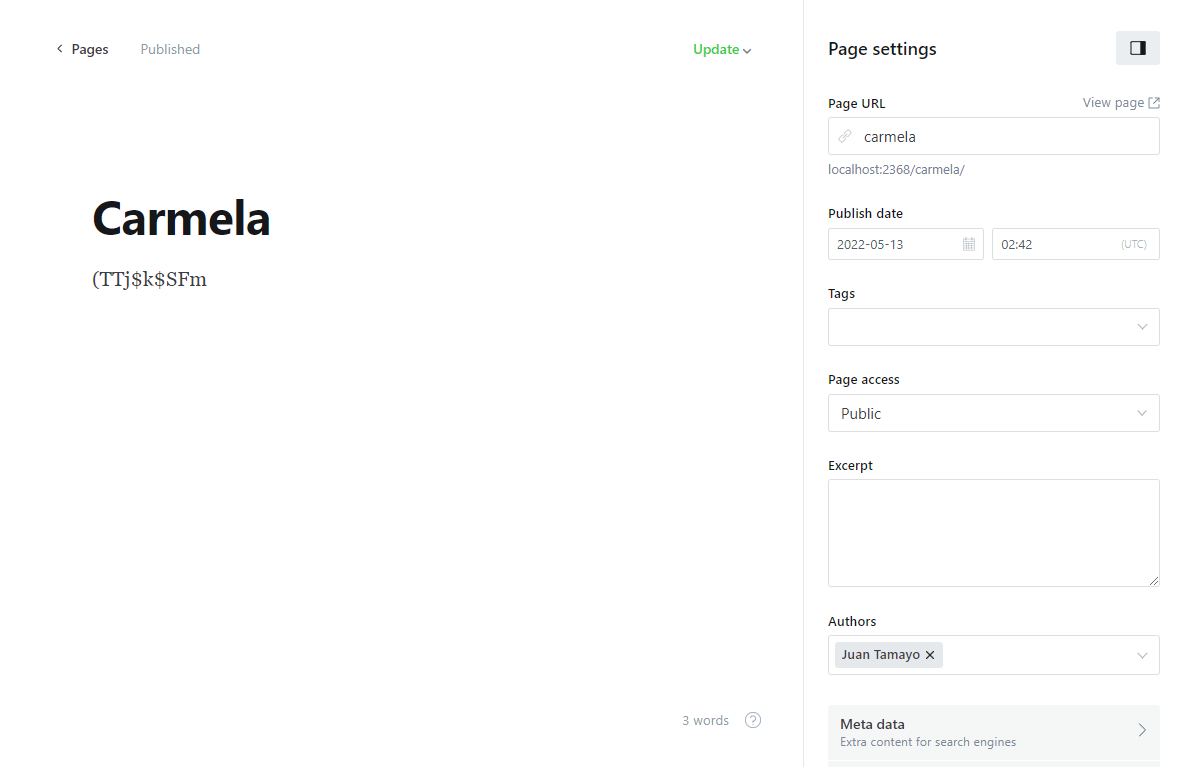 Pages
Published
Update
Carmela
(TTj$k$SFm
3 words
?
Page settings
Page URL
View page
carmela
localhost:2368/carmela/
Publish date
2022-05-13
02:42
(UTC)
Tags
Page access
Public
Excerpt
Authors
Juan Tamayo
Meta data
Extra content for search engines